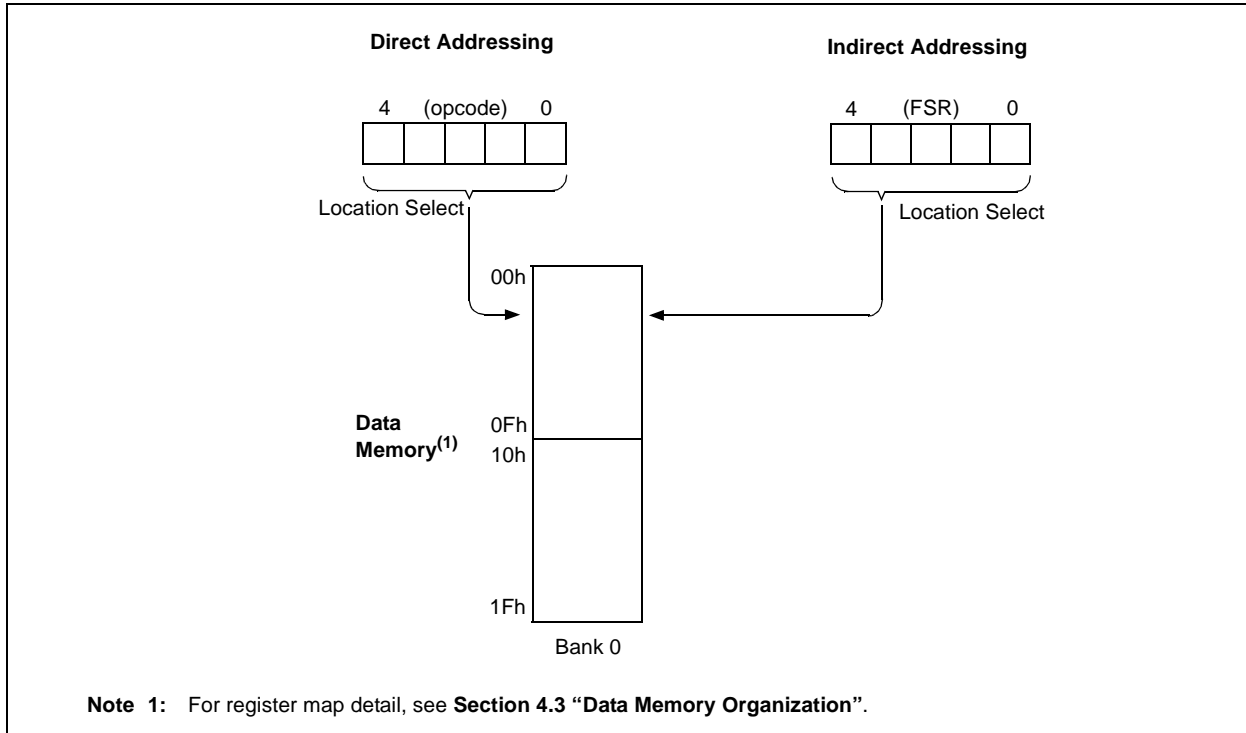 Direct Addressing
Indirect Addressing
4 (opcode) 0
4 (FSR) 0
Location Select
Location Select
00h
Data
Memory(1)
0Fh
10h
1Fh
Bank 0
Note 1: For register map detail, see Section 4.3 “Data Memory Organization”.